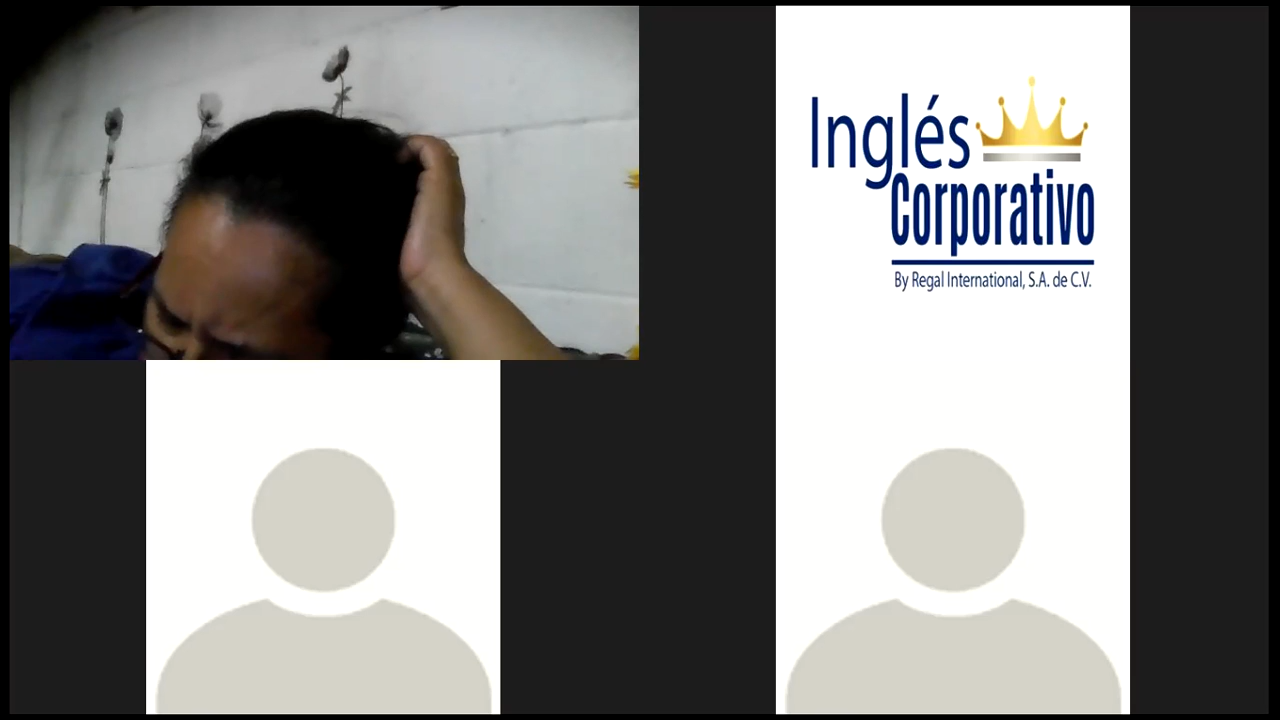 Inglés
Corporativo
By Regal International, S.A. de C.V.